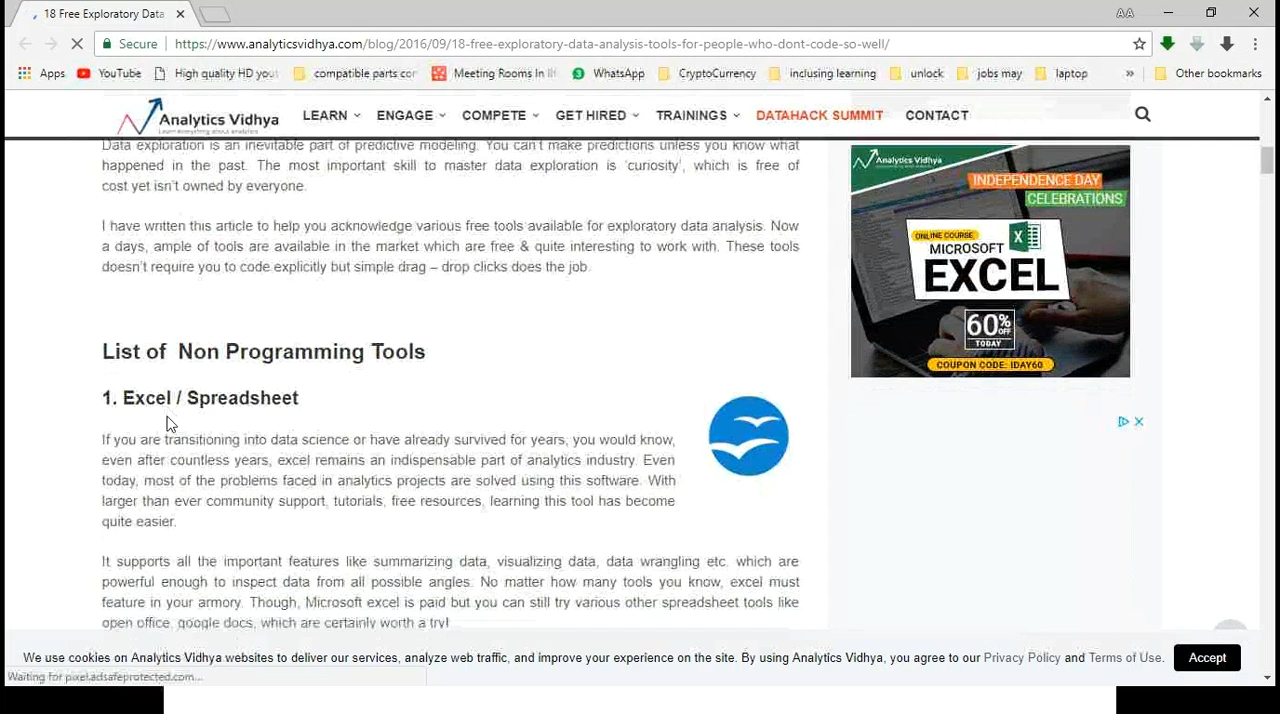 18 Free Exploratory Data
AA
Secure
https://www.analyticsvidhya.com/blog/2016/09/18-free-exploratory-data-analysis-tools-for-people-who-dont-code-so-well/
Apps YouTube High quality HD yout compatible parts cor Meeting Rooms In WhatsApp CryptoCurrency inclusing learning unlock jobs may laptop » Other bookmarks
Analytics Vidhya
Learn everything about analytics
LEARN ENGAGE COMPETE GET HIRED TRAININGS DATAHACK SUMMIT CONTACT
Data exploration is an inevitable part of predictive modeling. You can't make predictions unless you know what
happened in the past. The most important skill to master data exploration is 'curiosity', which is free of
cost yet isn't owned by everyone.
I have written this article to help you acknowledge various free tools available for exploratory data analysis. Now
a days, ample of tools are available in the market which are free & quite interesting to work with. These tools
doesn't require you to code explicitly but simple drag – drop clicks does the job.
List of Non Programming Tools
1. Excel / Spreadsheet
If you are transitioning into data science or have already survived for years, you would know,
even after countless years, excel remains an indispensable part of analytics industry. Even
today, most of the problems faced in analytics projects are solved using this software. With
larger than ever community support, tutorials, free resources, learning this tool has become
quite easier.
It supports all the important features like summarizing data, visualizing data, data wrangling etc. which are
powerful enough to inspect data from all possible angles. No matter how many tools you know, excel must
feature in your armory. Though, Microsoft excel is paid but you can still try various other spreadsheet tools like
open office, google docs, which are certainly worth a try!
Analytics Vidhya
INDEPENDENCE DAY
CELEBRATIONS
ONLINE COURSE
MICROSOFT
X
EXCEL
60% OFF
TODAY
COUPON CODE: IDAY60
We use cookies on Analytics Vidhya websites to deliver our services, analyze web traffic, and improve your experience on the site. By using Analytics Vidhya, you agree to our Privacy Policy and Terms of Use.
Accept
Waiting for pixel.adsafeprotected.com...